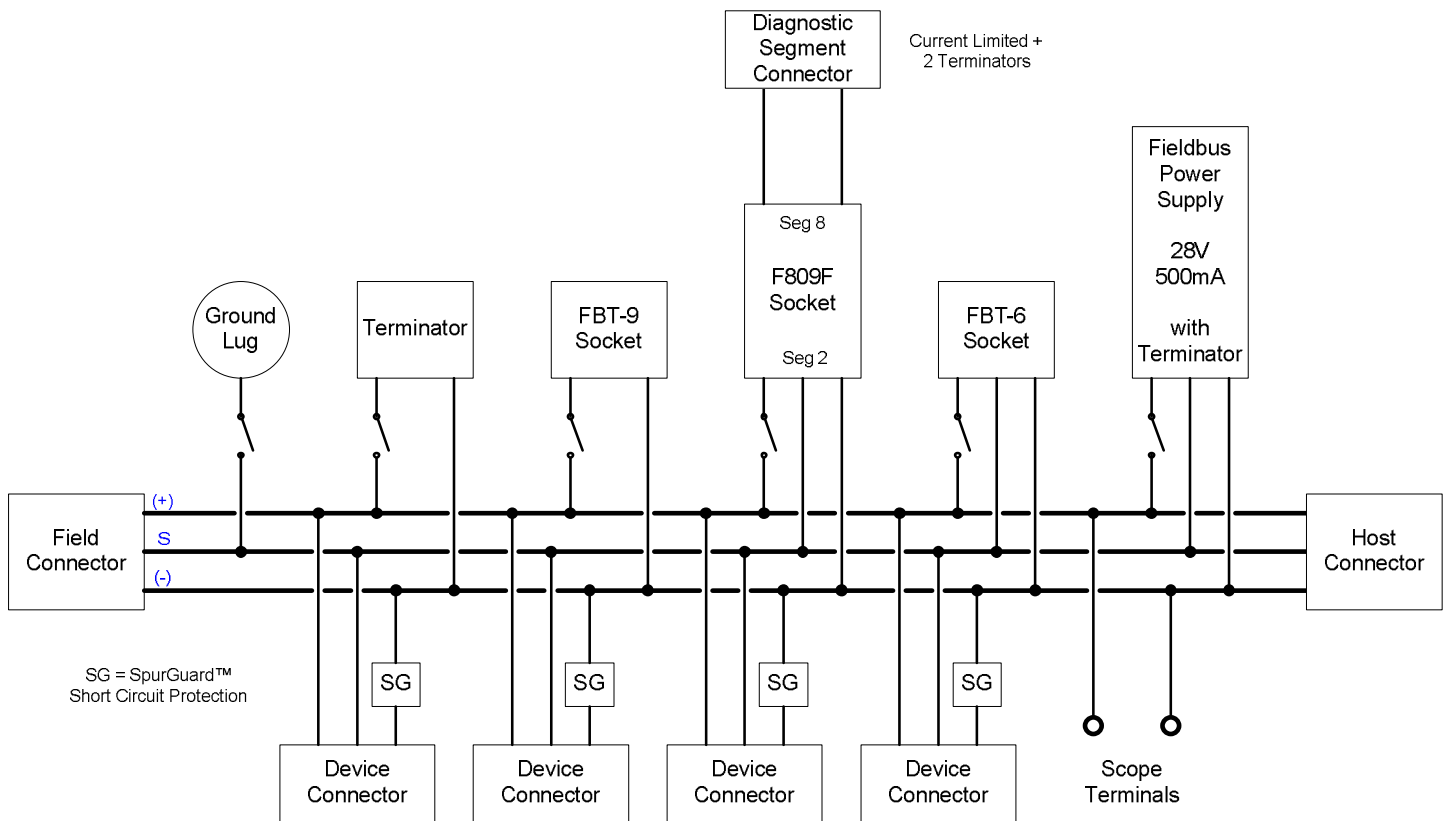 Diagnostic
Segment
Connector
Current Limited +
2 Terminators
Fieldbus
Power
Supply
28V
500mA
with
Terminator
Seg 8
F809F
Socket
Seg 2
Ground
Lug
Terminator
FBT-9
Socket
FBT-6
Socket
Field
Connector
(+)
S
(-)
Host
Connector
SG = SpurGuard™
Short Circuit Protection
SG
SG
SG
SG
Device
Connector
Device
Connector
Device
Connector
Device
Connector
Scope
Terminals